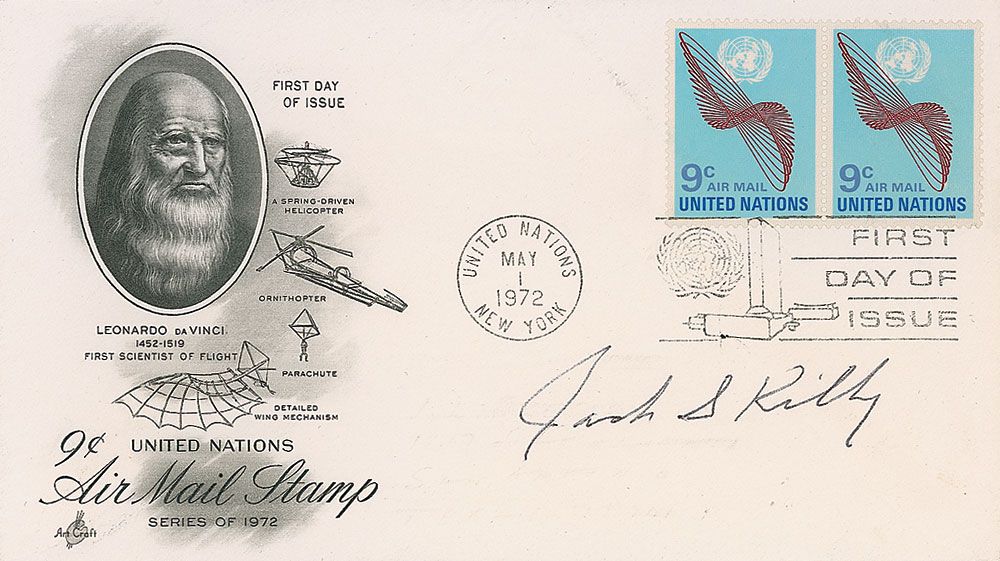 FIRST DAY
OF ISSUE
A SPRING-DRIVEN
HELICOPTER
ORNITHOPTER
LEONARDO DA VINCI
1452-1519
FIRST SCIENTIST OF FLIGHT
PARACHUTE
DETAILED
WING MECHANISM
9¢ UNITED NATIONS
Air Mail Stamp
SERIES OF 1972
Art Craft
9c AIR MAIL
UNITED NATIONS
9c AIR MAIL
UNITED NATIONS
UNITED NATIONS
MAY
1
1972
NEW YORK
FIRST
DAY OF
ISSUE
Jack S Kilby